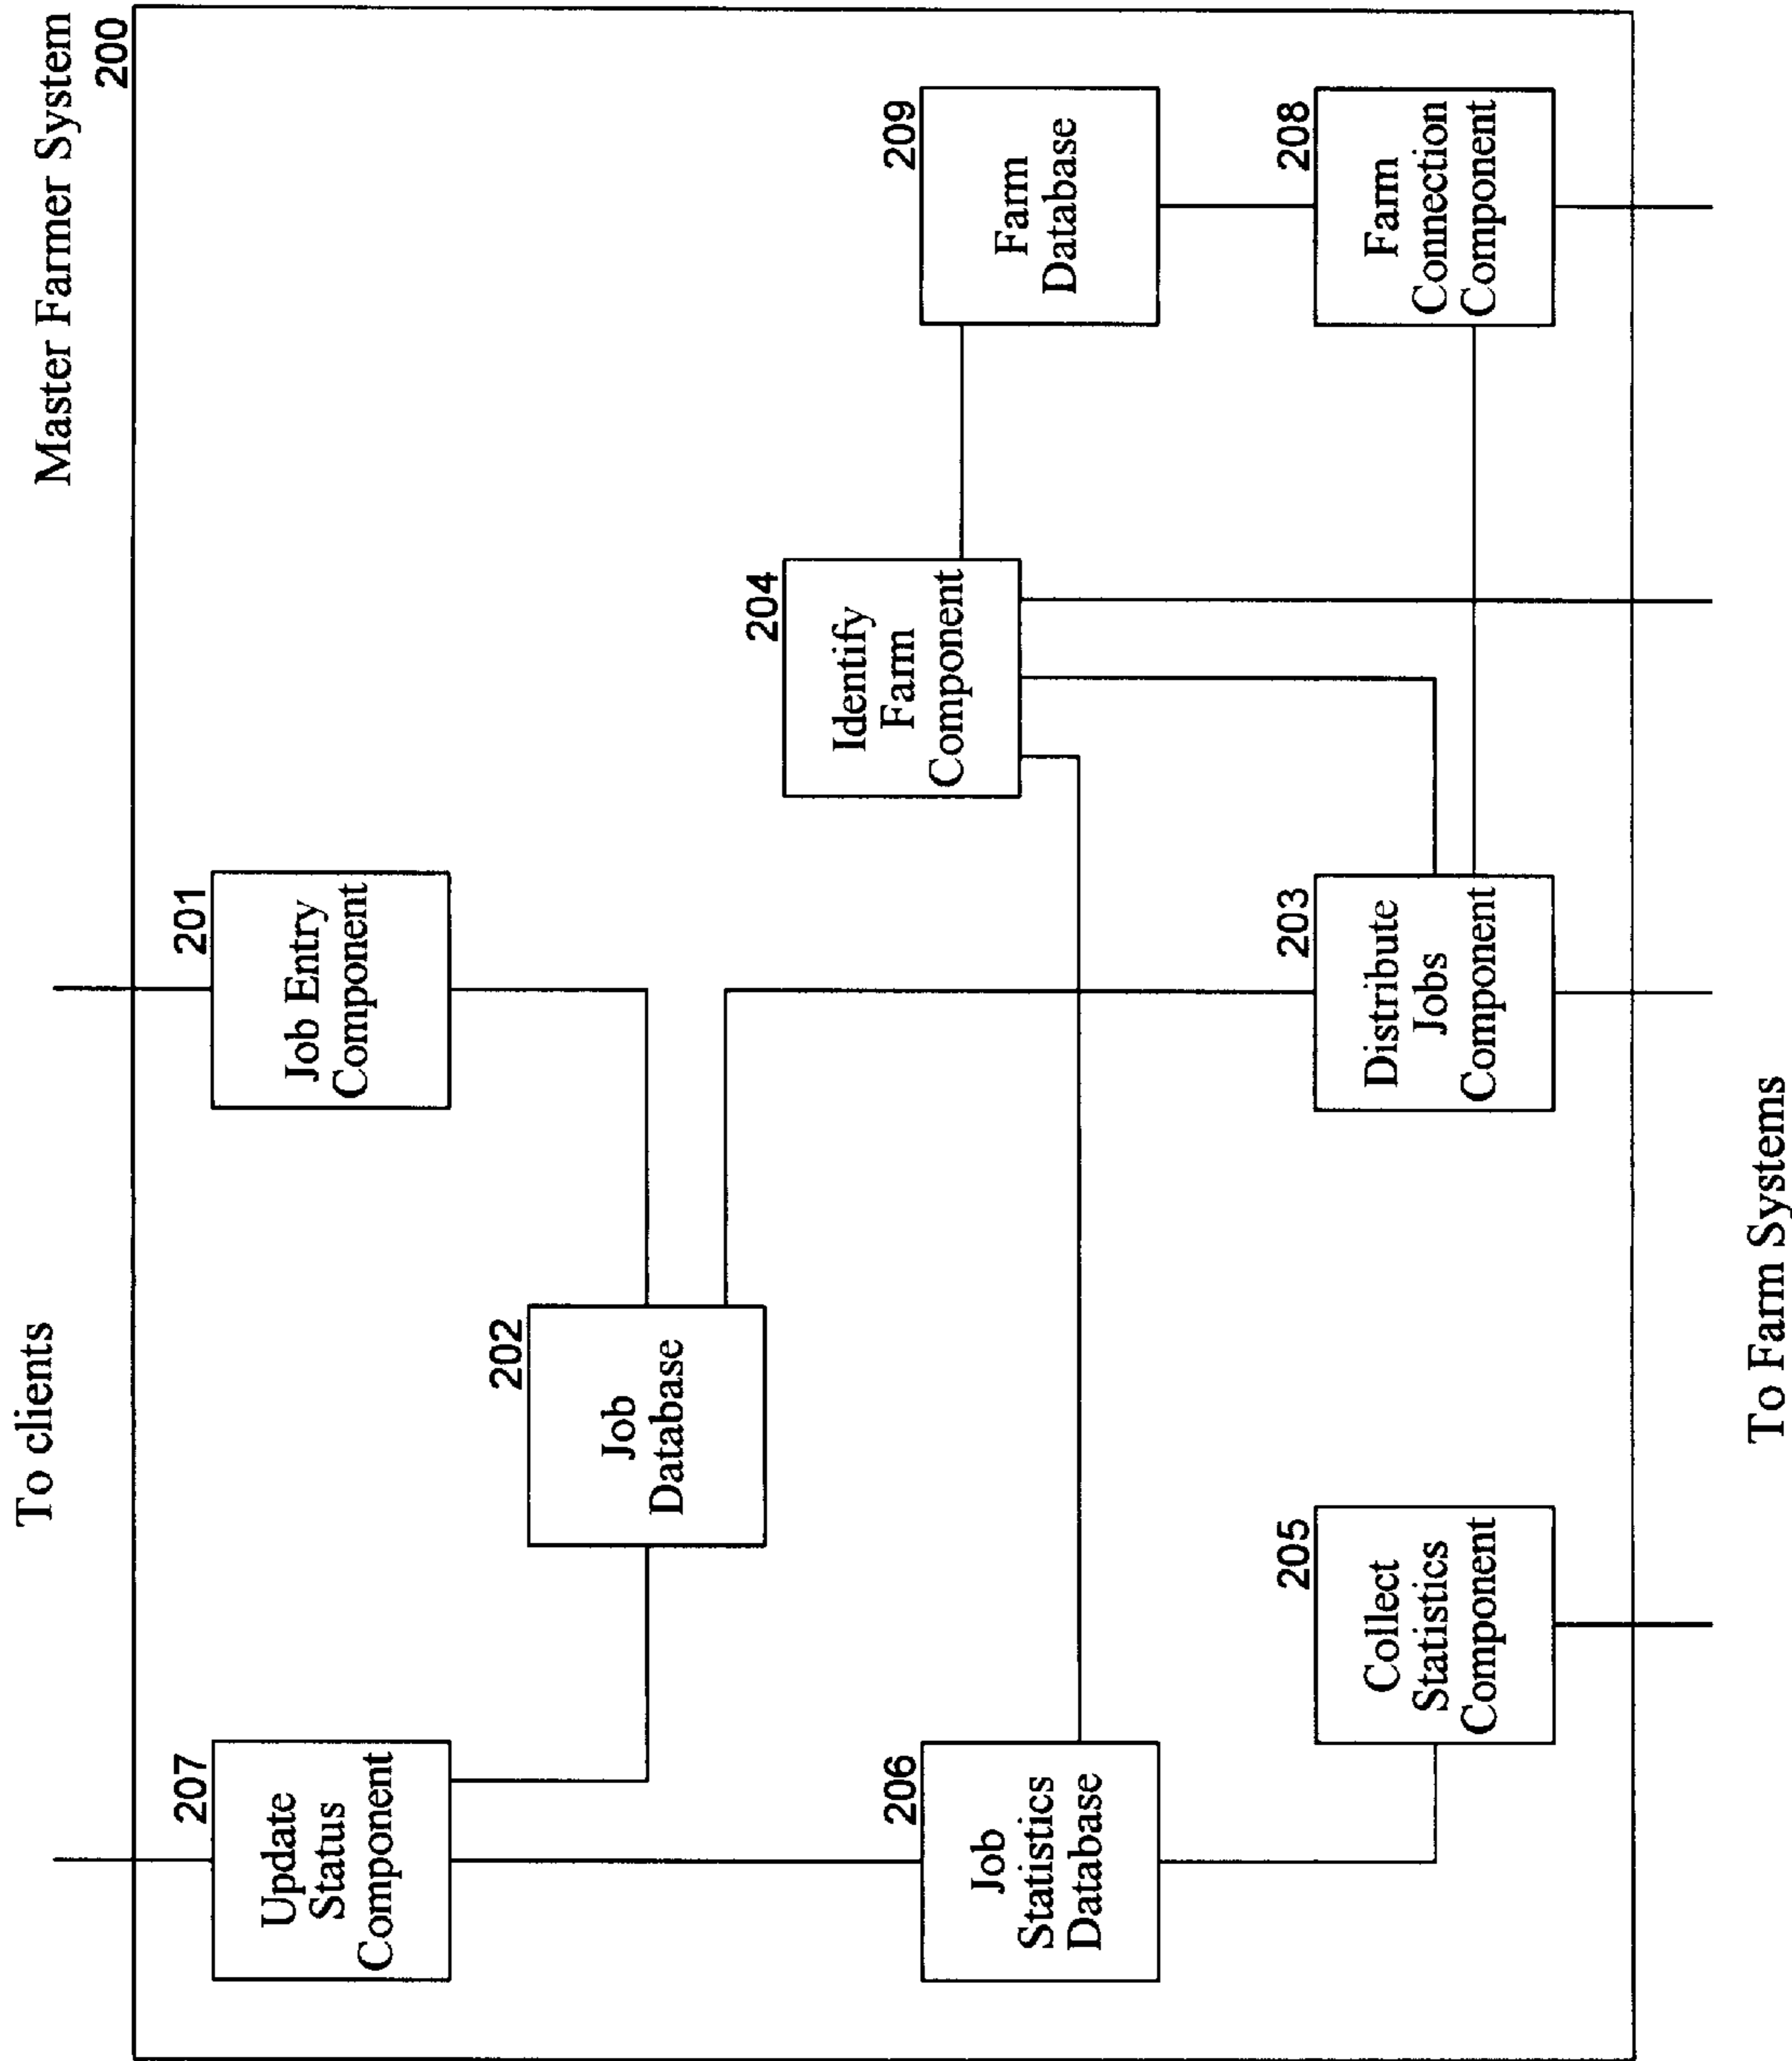 Master Farmer System
To clients
200
207
Update
Status
Component
201
Job Entry
Component
202
Job
Database
204
Identify
Farm
Component
206
Job
Statistics
Database
209
Farm
Database
205
Collect
Statistics
Component
203
Distribute
Jobs
Component
208
Farm
Connection
Component
To Farm Systems